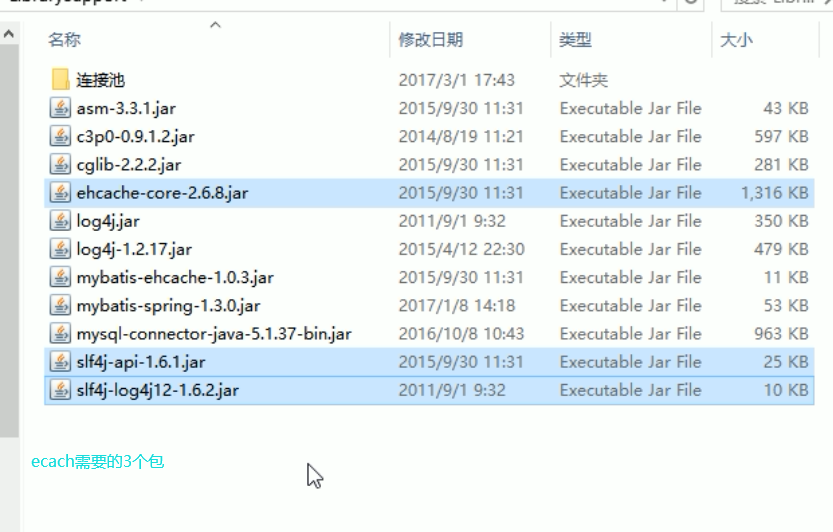 名称 修改日期 类型 大小
连接池 2017/3/1 17:43 文件夹
asm-3.3.1.jar 2015/9/30 11:31 Executable Jar File 43 KB
c3p0-0.9.1.2.jar 2014/8/19 11:21 Executable Jar File 597 KB
cglib-2.2.2.jar 2015/9/30 11:31 Executable Jar File 281 KB
ehcache-core-2.6.8.jar 2015/9/30 11:31 Executable Jar File 1,316 KB
log4j.jar 2011/9/1 9:32 Executable Jar File 350 KB
log4j-1.2.17.jar 2015/4/12 22:30 Executable Jar File 479 KB
mybatis-ehcache-1.0.3.jar 2015/9/30 11:31 Executable Jar File 11 KB
mybatis-spring-1.3.0.jar 2017/1/8 14:18 Executable Jar File 53 KB
mysql-connector-java-5.1.37-bin.jar 2016/10/8 10:43 Executable Jar File 963 KB
slf4j-api-1.6.1.jar 2015/9/30 11:31 Executable Jar File 25 KB
slf4j-log4j12-1.6.2.jar 2011/9/1 9:32 Executable Jar File 10 KB
ecach需要的3个包